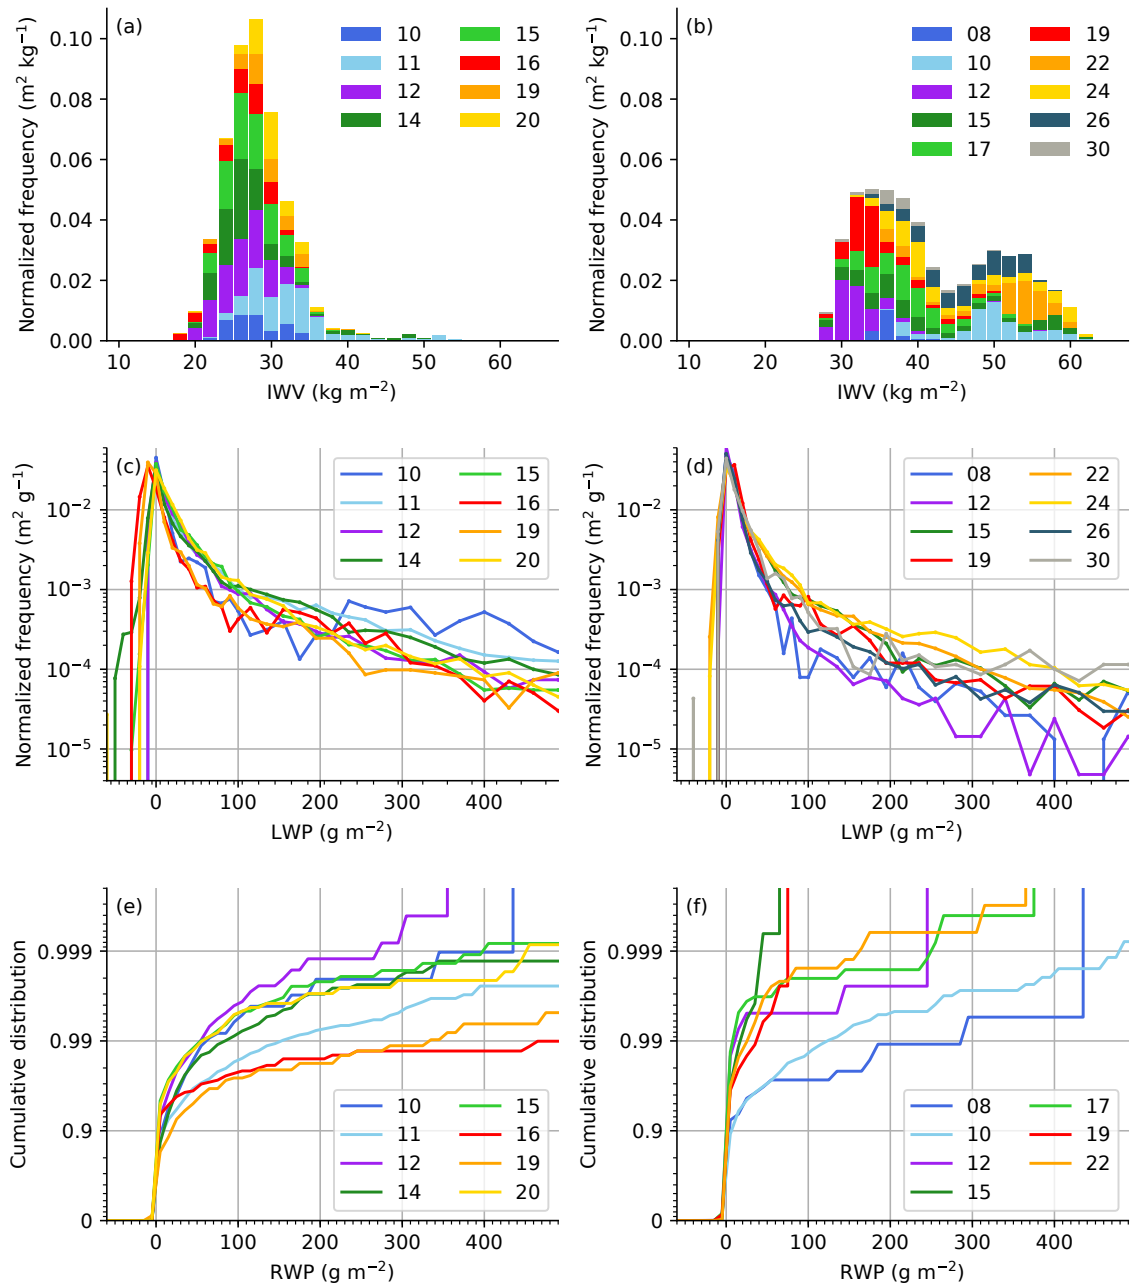 (a)
10 15
11 16
12 19
14 20
0.10
0.08
0.06
0.04
0.02
0.00
Normalized frequency (m² kg⁻¹)
10 20 30 40 50 60
IWV (kg m⁻²)
(b)
08 19
10 22
12 24
15 26
17 30
0.10
0.08
0.06
0.04
0.02
0.00
Normalized frequency (m² kg⁻¹)
10 20 30 40 50 60
IWV (kg m⁻²)
(c)
10 15
11 16
12 19
14 20
10⁻²
10⁻³
10⁻⁴
10⁻⁵
Normalized frequency (m² g⁻¹)
0 100 200 300 400
LWP (g m⁻²)
(d)
08 22
12 24
15 26
19 30
10⁻²
10⁻³
10⁻⁴
10⁻⁵
Normalized frequency (m² g⁻¹)
0 100 200 300 400
LWP (g m⁻²)
(e)
0.999
0.99
0.9
0
Cumulative distribution
10 15
11 16
12 19
14 20
0 100 200 300 400
RWP (g m⁻²)
(f)
0.999
0.99
0.9
0
Cumulative distribution
08 17
10 19
12 22
15
0 100 200 300 400
RWP (g m⁻²)